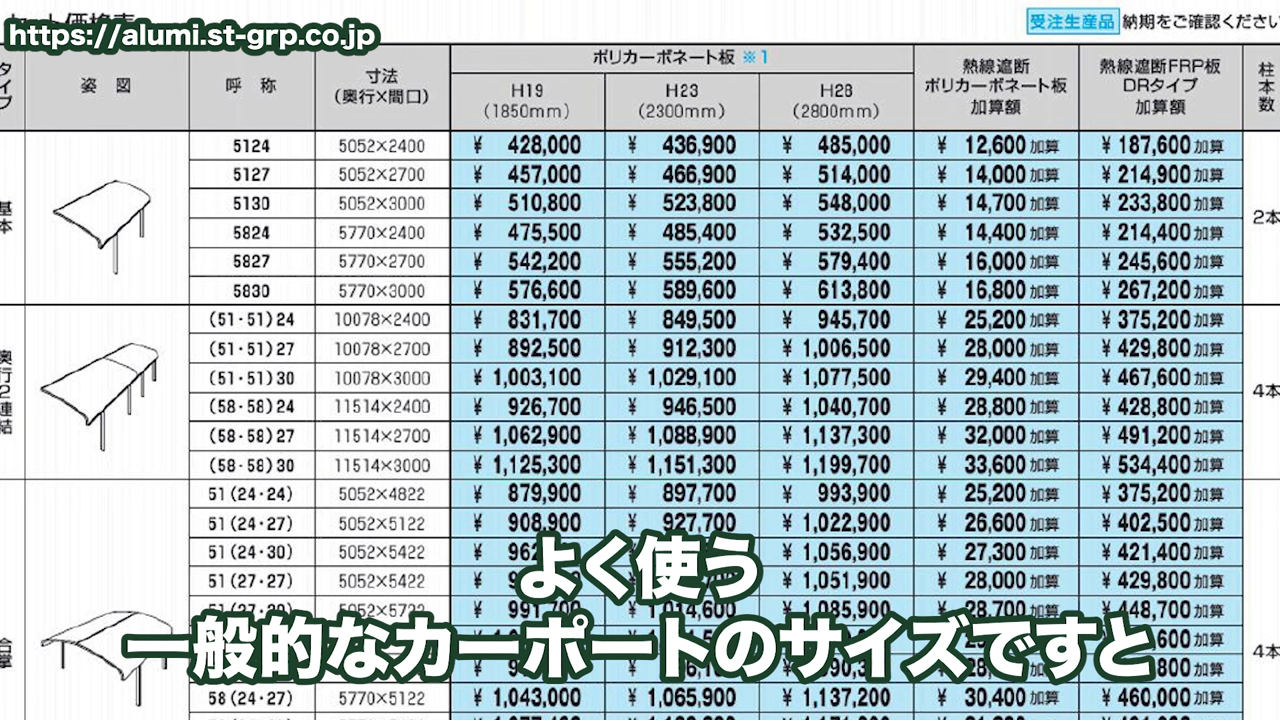 https://alumi.st-grp.co.jp
受注生産品 納期をご確認ください
タイプ 姿 図 呼 称 寸法(奥行×間口) ポリカーボネート板 ※1 熱線遮断ポリカーボネート板加算額 熱線遮断FRP板DRタイプ加算額 柱本数
H19(1850mm) H23(2300mm) H28(2800mm)
基本
5124 5052×2400 ¥ 428,000 ¥ 436,900 ¥ 485,000 ¥ 12,600加算 ¥ 187,600加算
5127 5052×2700 ¥ 457,000 ¥ 466,900 ¥ 514,000 ¥ 14,000加算 ¥ 214,900加算
5130 5052×3000 ¥ 510,800 ¥ 523,800 ¥ 548,000 ¥ 14,700加算 ¥ 233,800加算
2本
5824 5770×2400 ¥ 475,500 ¥ 485,400 ¥ 532,500 ¥ 14,400加算 ¥ 214,400加算
5827 5770×2700 ¥ 542,200 ¥ 555,200 ¥ 579,400 ¥ 16,000加算 ¥ 245,600加算
5830 5770×3000 ¥ 576,600 ¥ 589,600 ¥ 613,800 ¥ 16,800加算 ¥ 267,200加算
奥行2連結
(51・51)24 10078×2400 ¥ 831,700 ¥ 849,500 ¥ 945,700 ¥ 25,200加算 ¥ 375,200加算
(51・51)27 10078×2700 ¥ 892,500 ¥ 912,300 ¥ 1,006,500 ¥ 28,000加算 ¥ 429,800加算
(51・51)30 10078×3000 ¥ 1,003,100 ¥ 1,029,100 ¥ 1,077,500 ¥ 29,400加算 ¥ 467,600加算
4本
(58・58)24 11514×2400 ¥ 926,700 ¥ 946,500 ¥ 1,040,700 ¥ 28,800加算 ¥ 428,800加算
(58・58)27 11514×2700 ¥ 1,062,900 ¥ 1,088,900 ¥ 1,137,300 ¥ 32,000加算 ¥ 491,200加算
(58・58)30 11514×3000 ¥ 1,125,300 ¥ 1,151,300 ¥ 1,199,700 ¥ 33,600加算 ¥ 534,400加算
合掌
51(24・24) 5052×4822 ¥ 879,900 ¥ 897,700 ¥ 993,900 ¥ 25,200加算 ¥ 375,200加算
51(24・27) 5052×5122 ¥ 908,900 ¥ 927,700 ¥ 1,022,900 ¥ 26,600加算 ¥ 402,500加算
51(24・30) 5052×5422 ¥ ¥ 1,056,900 ¥ 27,300加算 ¥ 421,400加算
51(27・27) 5052×5422 ¥ ¥ 1,051,900 ¥ 28,000加算 ¥ 429,800加算
¥ 991,700 ¥ 1,014,600 ¥ 1,085,900 ¥ 28,700加算 ¥ 448,700加算
4本
58(24・27) 5770×5122 ¥ 1,043,000 ¥ 1,065,900 ¥ 1,137,200 ¥ 30,400加算 ¥ 460,000加算
よく使う
一般的なカーポートのサイズですと